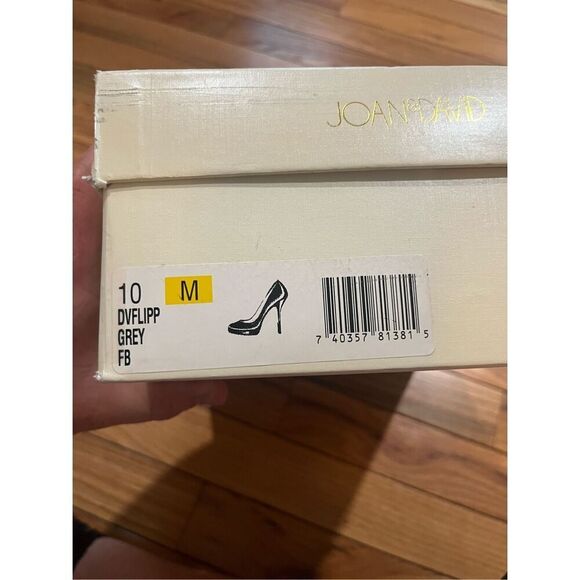 JOAN & DAVID
10 M
DVFLIPP
GREY
FB
7 40357 81381 5